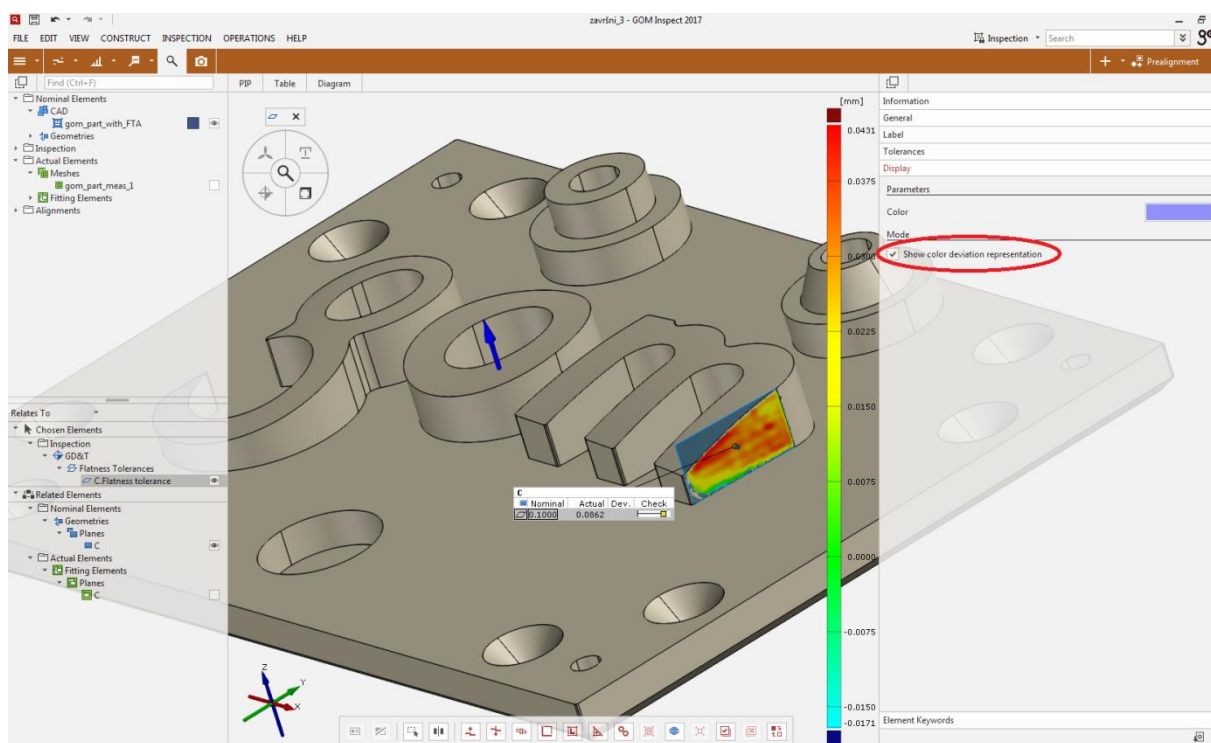 završni_3 - GOM Inspect 2017
FILE EDIT VIEW CONSTRUCT INSPECTION OPERATIONS HELP
Inspection
Search
Prealignment
Find (Ctrl+F)
PIP Table Diagram
Nominal Elements
CAD
gom_part_with_FTA
Geometries
Inspection
Actual Elements
Meshes
gom_part_meas_1
Fitting Elements
Alignments
Relates To
Chosen Elements
Inspection
GD&T
Flatness Tolerances
C.Flatness tolerance
Related Elements
Nominal Elements
Geometries
Planes
C
Actual Elements
Fitting Elements
Planes
C
C
Nominal Actual Dev. Check
0.1000 0.0862
Z
Y
X
[mm]
0.0431
0.0375
0.0300
0.0225
0.0150
0.0075
0.0000
-0.0075
-0.0150
-0.0171
Information
General
Label
Tolerances
Display
Parameters
Color
Mode
Show color deviation representation
Element Keywords